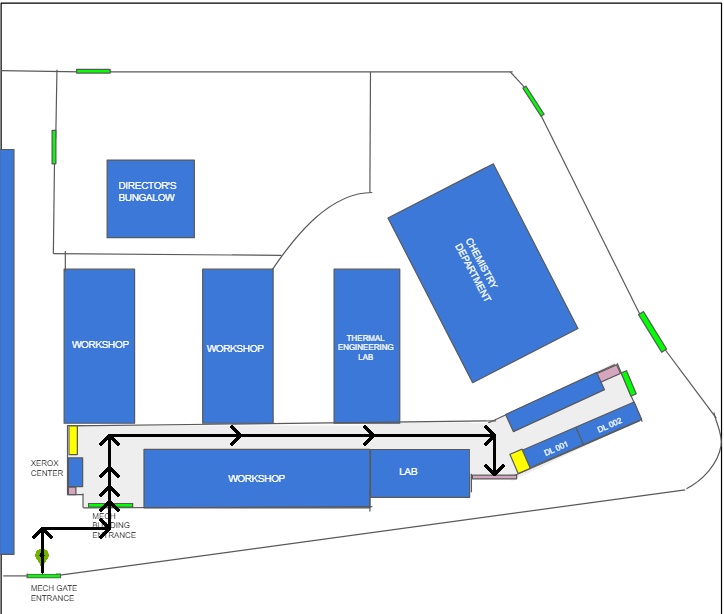 DIRECTOR'S
BUNGALOW
CHEMISTRY
DEPARTMENT
WORKSHOP
WORKSHOP
THERMAL
ENGINEERING
LAB
DL 001
DL 002
XEROX
CENTER
WORKSHOP
LAB
MECH
BUILDING
ENTRANCE
MECH GATE
ENTRANCE